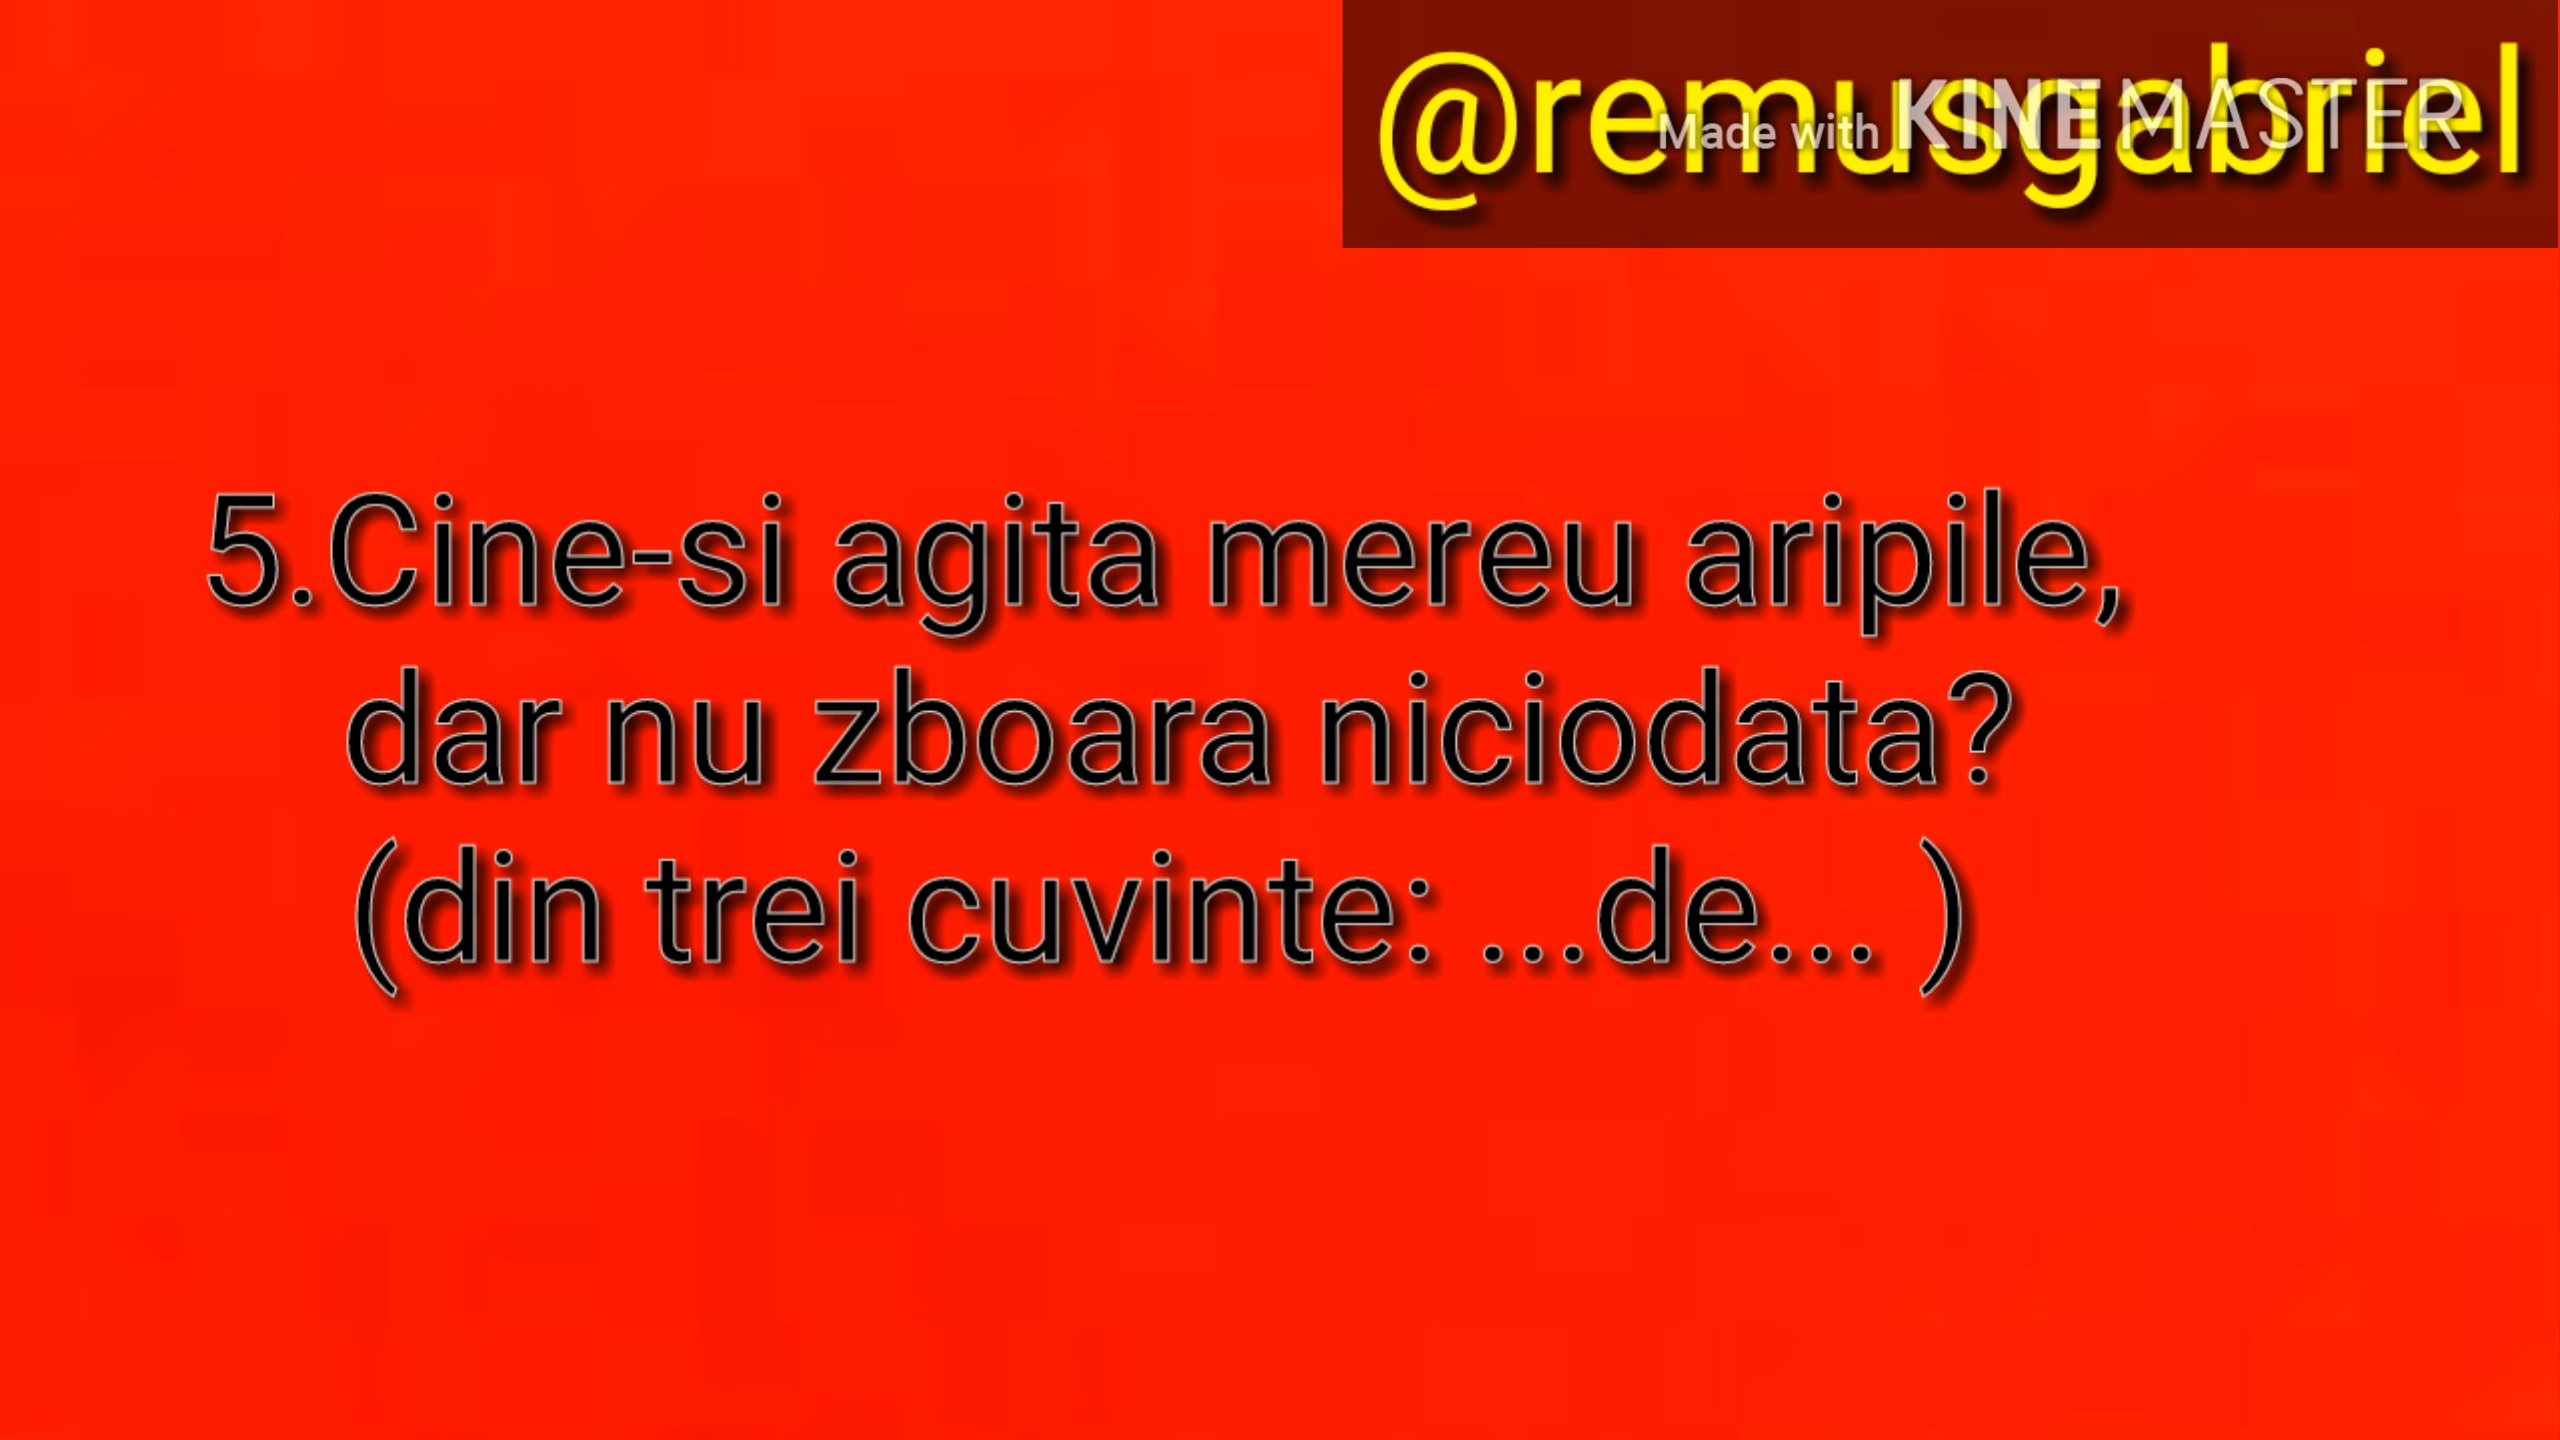 @remusgabriel
Made with KINEMASTER
5.Cine-si agita mereu aripile,
dar nu zboara niciodata?
(din trei cuvinte: ...de... )